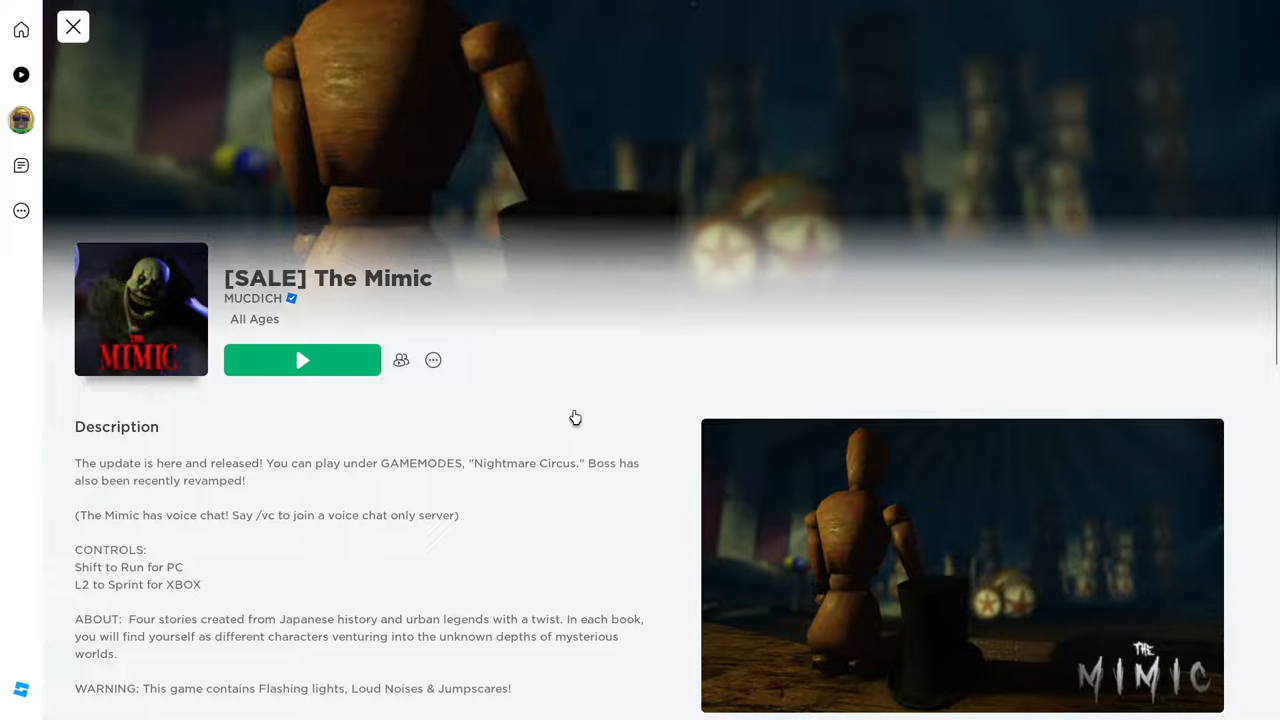 [SALE] The Mimic
MUCDICH
All Ages
THE
MIMIC
Description
The update is here and released! You can play under GAMEMODES, "Nightmare Circus." Boss has
also been recently revamped!
(The Mimic has voice chat! Say /vc to join a voice chat only server)
CONTROLS:
Shift to Run for PC
L2 to Sprint for XBOX
ABOUT:  Four stories created from Japanese history and urban legends with a twist. In each book,
you will find yourself as different characters venturing into the unknown depths of mysterious
worlds.
WARNING: This game contains Flashing lights, Loud Noises & Jumpscares!
THE
MIMIC